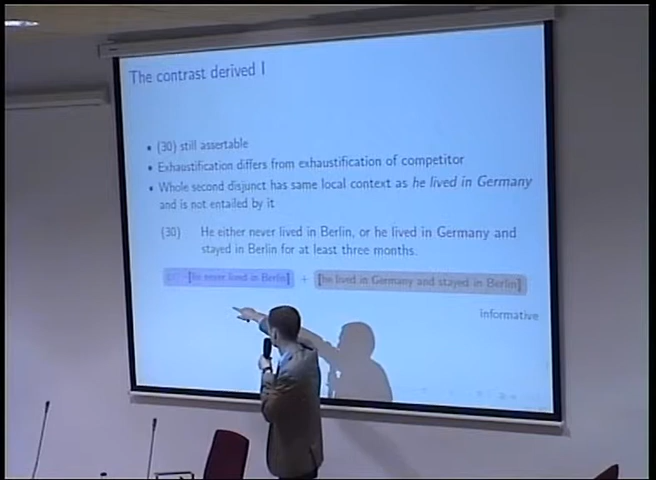 The contrast derived I
• (30) still assertable
• Exhaustification differs from exhaustification of competitor
• Whole second disjunct has same local context as he lived in Germany
and is not entailed by it
(30) He either never lived in Berlin, or he lived in Germany and
stayed in Berlin for at least three months.
[he never lived in Berlin] + [he lived in Germany and stayed in Berlin]
informative